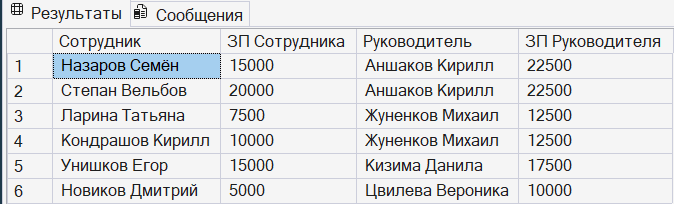 Результаты Сообщения
Сотрудник ЗП Сотрудника Руководитель ЗП Руководителя
1 Назаров Семён 15000 Аншаков Кирилл 22500
2 Степан Вельбов 20000 Аншаков Кирилл 22500
3 Ларина Татьяна 7500 Жуненков Михаил 12500
4 Кондрашов Кирилл 10000 Жуненков Михаил 12500
5 Унишков Егор 15000 Кизима Данила 17500
6 Новиков Дмитрий 5000 Цвилева Вероника 10000